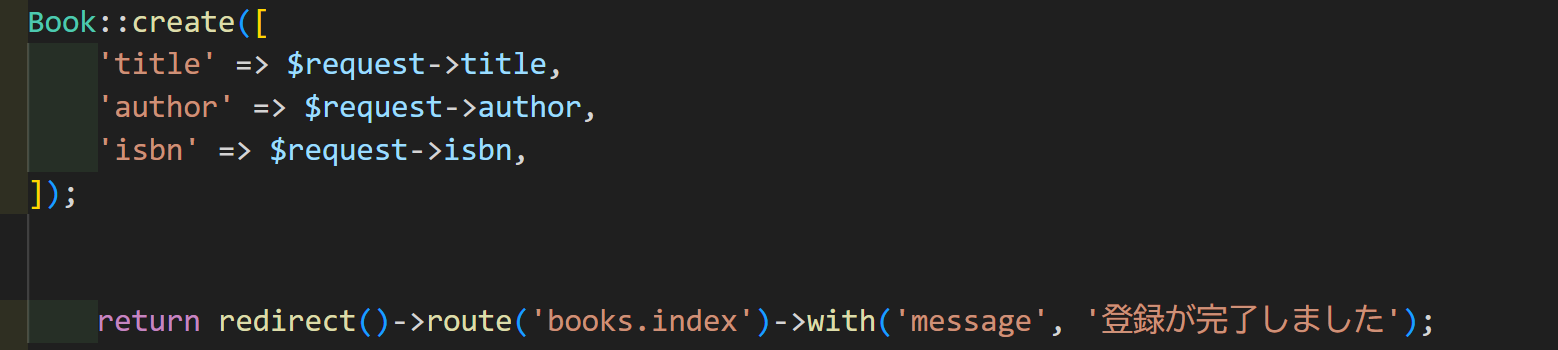 Book::create([
    'title' => $request->title,
    'author' => $request->author,
    'isbn' => $request->isbn,
]);
    return redirect()->route('books.index')->with('message', '登録が完了しました');